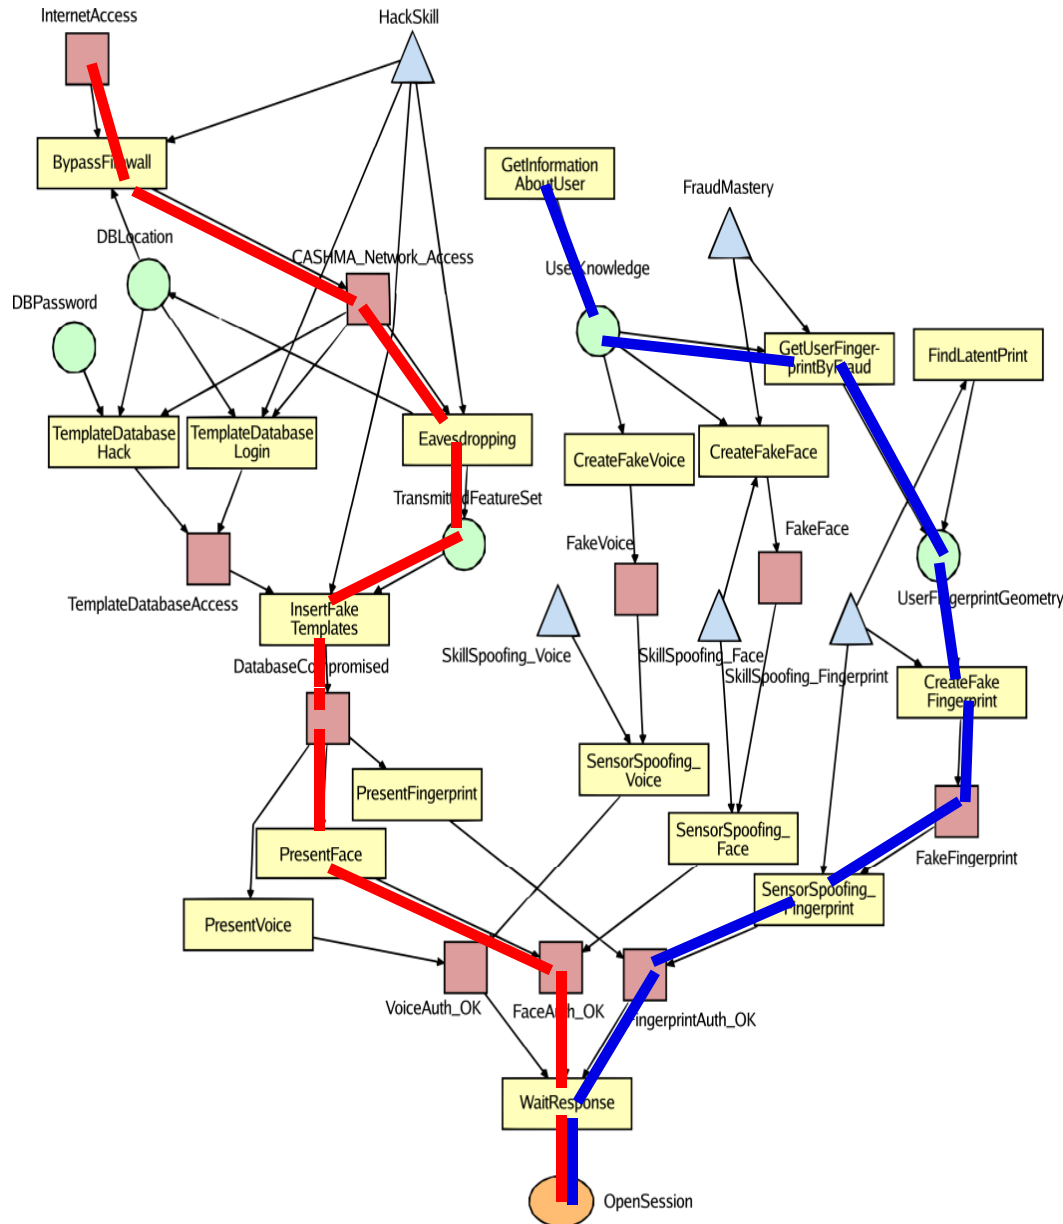 InternetAccess
HackSkill
BypassFirewall
GetInformation
AboutUser
FraudMastery
DBLocation
CASHMA_Network_Access
UserKnowledge
DBPassword
GetUserFinger-
printByFraud
FindLatentPrint
TemplateDatabase
Hack
TemplateDatabase
Login
Eavesdropping
CreateFakeVoice
CreateFakeFace
TransmittedFeatureSet
FakeVoice
FakeFace
TemplateDatabaseAccess
InsertFake
Templates
UserFingerprintGeometry
SkillSpoofing_Voice
SkillSpoofing_Face
SkillSpoofing_Fingerprint
DatabaseCompromised
CreateFake
Fingerprint
SensorSpoofing_
Voice
PresentFingerprint
SensorSpoofing_
Face
PresentFace
FakeFingerprint
SensorSpoofing_
Fingerprint
PresentVoice
VoiceAuth_OK
FaceAuth_OK
FingerprintAuth_OK
WaitResponse
OpenSession